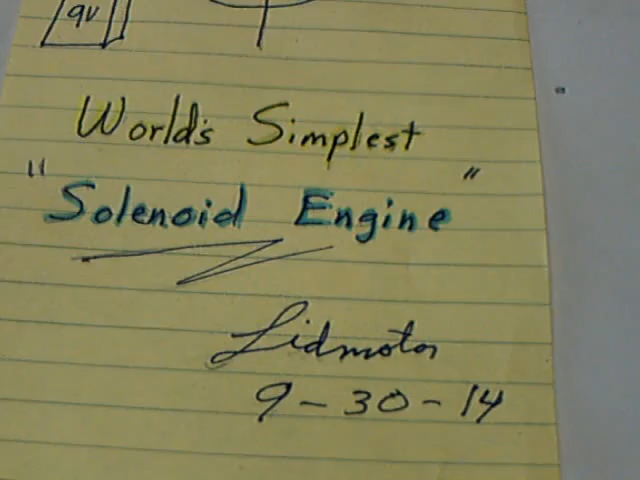 9V
World's Simplest
"Solenoid Engine"
Lidmotor
9-30-14